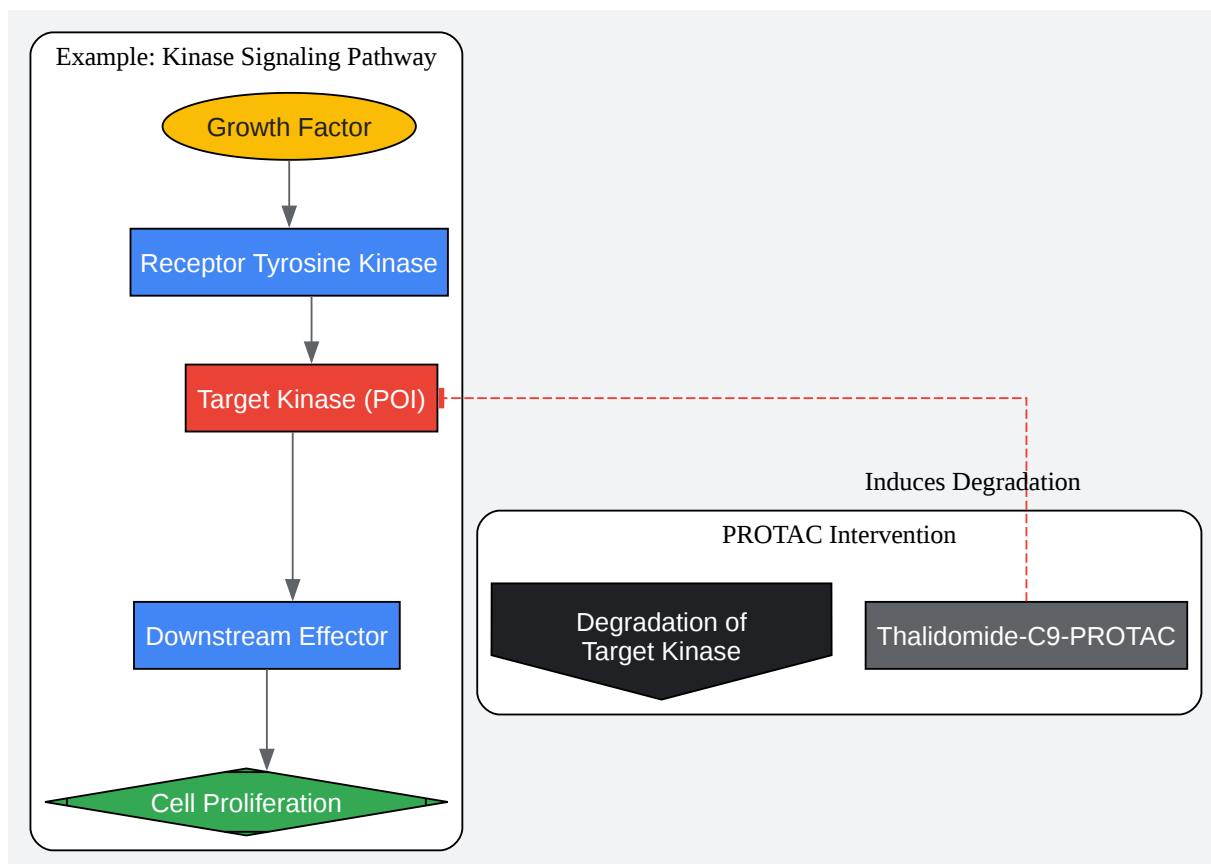 Example: Kinase Signaling Pathway
Growth Factor
Receptor Tyrosine Kinase
Target Kinase (POI)
Induces Degradation
PROTAC Intervention
Degradation of
Target Kinase
Thalidomide-C9-PROTAC
Downstream Effector
Cell Proliferation